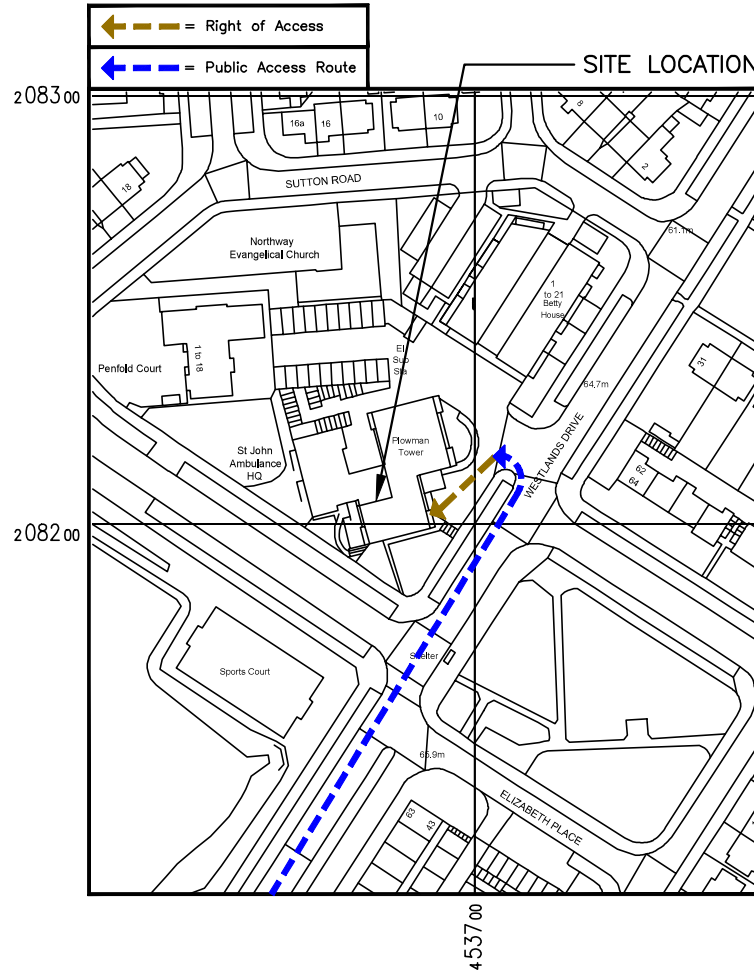 = Right of Access
= Public Access Route
SITE LOCATION
208300
16a 16
10
8
2
18
SUTTON ROAD
61.1m
Northway
Evangelical Church
1
to 21
Betty
House
El
Sub
Sta
1 to 18
Penfold Court
31
64.7m
Plowman
Tower
WESTLANDS DRIVE
St John
Ambulance
HQ
62
64
208200
Shelter
Sports Court
65.9m
ELIZABETH PLACE
63
43
453700